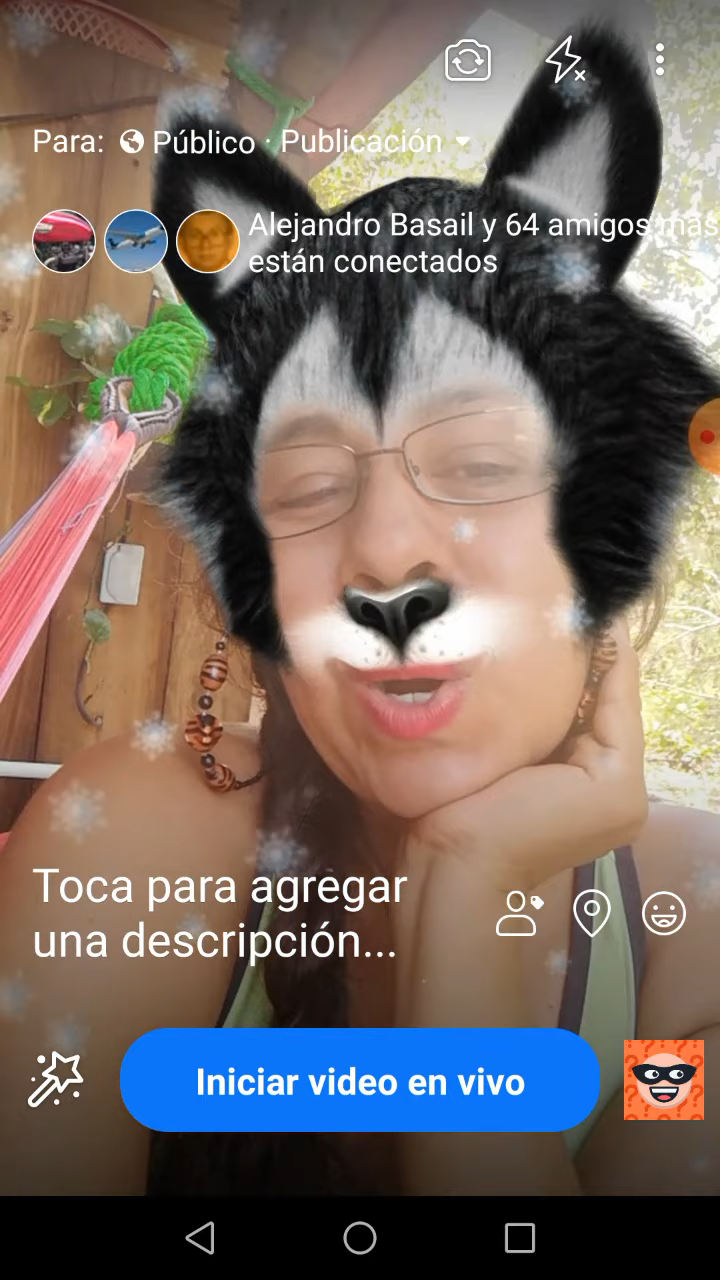 Para: Público · Publicación
Alejandro Basail y 64 amigos más
están conectados
Toca para agregar
una descripción...
Iniciar video en vivo